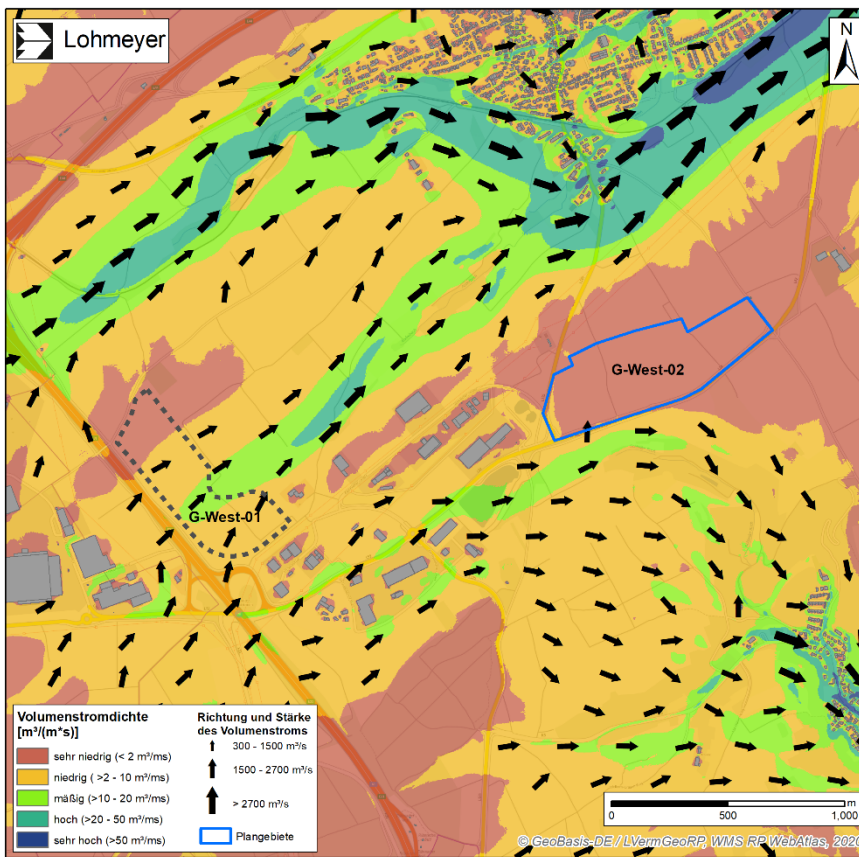 Lohmeyer
N
G-West-02
G-West-01
Volumenstromdichte
[m³/(m*s)]
sehr niedrig (< 2 m³/ms)
niedrig ( >2 - 10 m³/ms)
mäßig (>10 - 20 m³/ms)
hoch (>20 - 50 m³/ms)
sehr hoch (>50 m³/ms)
Richtung und Stärke
des Volumenstroms
300 - 1500 m³/s
1500 - 2700 m³/s
> 2700 m³/s
Plangebiete
m
0 500 1,000
© GeoBasis-DE / LVermGeoRP, WMS RP WebAtlas, 2020